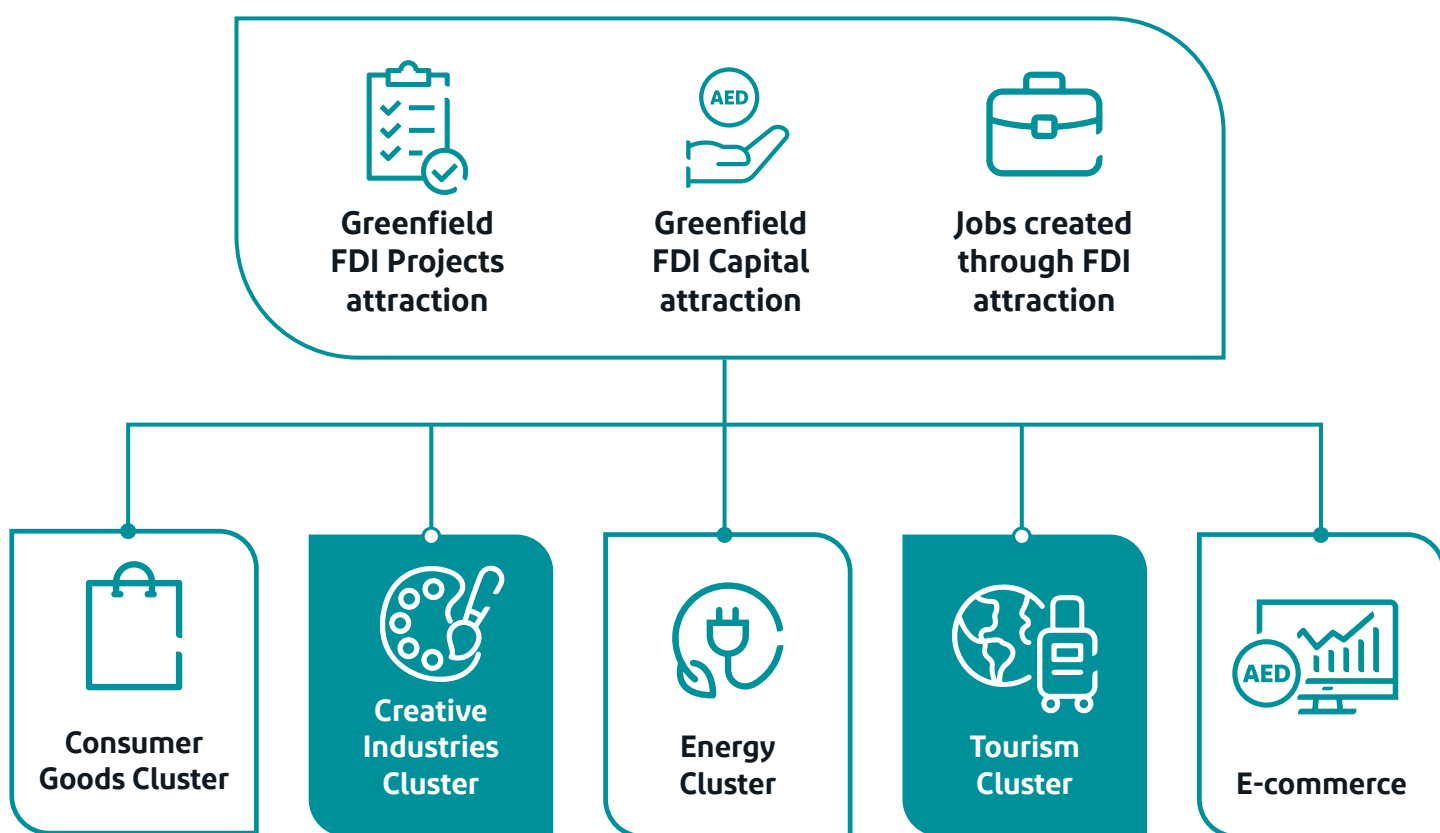 AED
Greenfield
FDI Projects
attraction
Greenfield
FDI Capital
attraction
Jobs created
through FDI
attraction
Consumer
Goods Cluster
Creative
Industries
Cluster
Energy
Cluster
Tourism
Cluster
AED
E-commerce